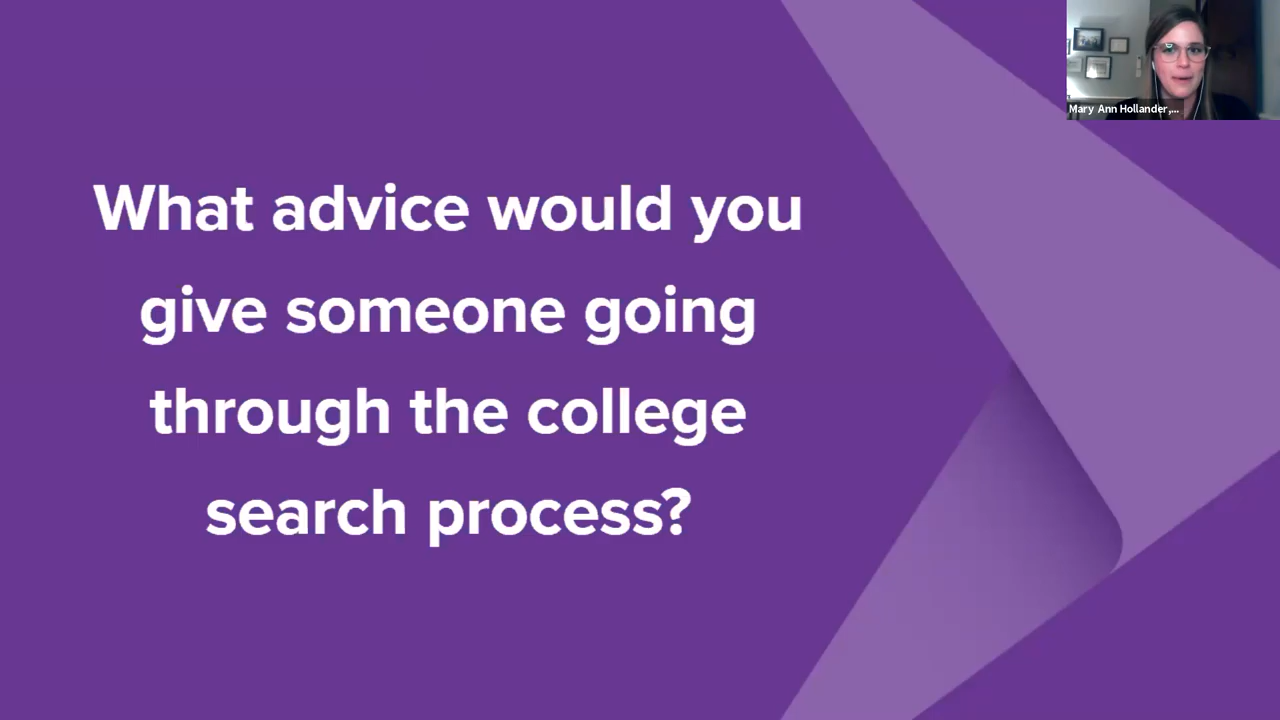 What advice would you
give someone going
through the college
search process?
Mary Ann Hollander,...